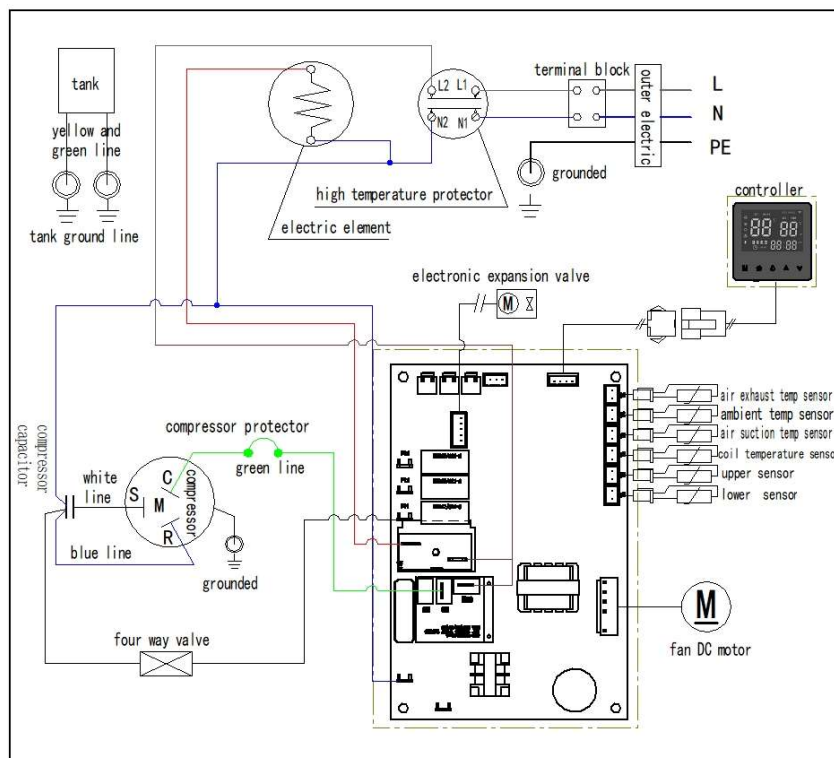 tank
yellow and
green line
tank ground line
L2
L1
N2
N1
terminal block
outer electric
L
N
PE
grounded
high temperature protector
electric element
controller
88 88
electronic expansion valve
M
compressor protector
green line
compressor
capacitor
white
line
S
C
M
R
compressor
blue line
grounded
four way valve
air exhaust temp sensor
ambient temp sensor
air suction temp sensor
coil temperature senso
upper sensor
lower sensor
M
fan DC motor